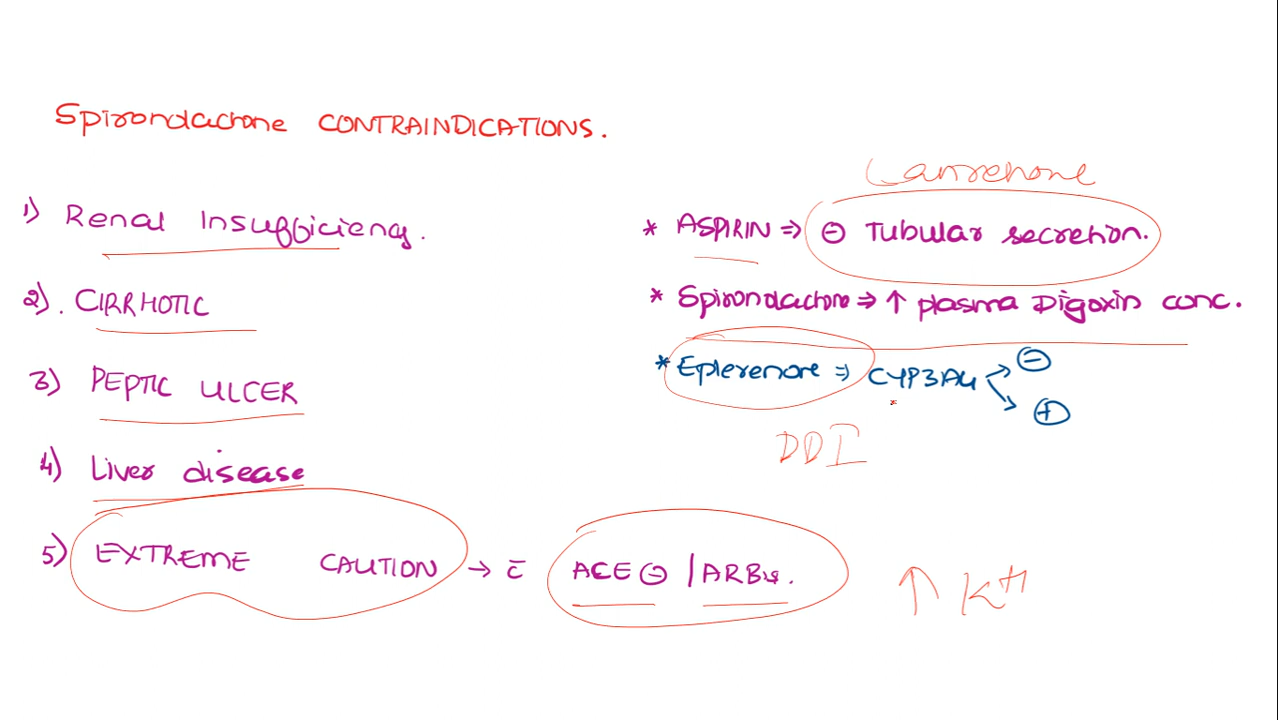 Spironolactone CONTRAINDICATIONS.
1) Renal Insufficiency.
2). CIRRHOTIC
3) PEPTIC ULCER
4) Liver disease
5) EXTREME CAUTION → c̄ ACE ⊖ / ARBs.
↑ K+
Canrenone
* ASPIRIN ⇒ ⊖ Tubular secretion.
* Spironolactone ⇒ ↑ plasma Digoxin conc.
* Eplerenone ⇒ CYP3A4 → ⊖
→ ⊕
DDI